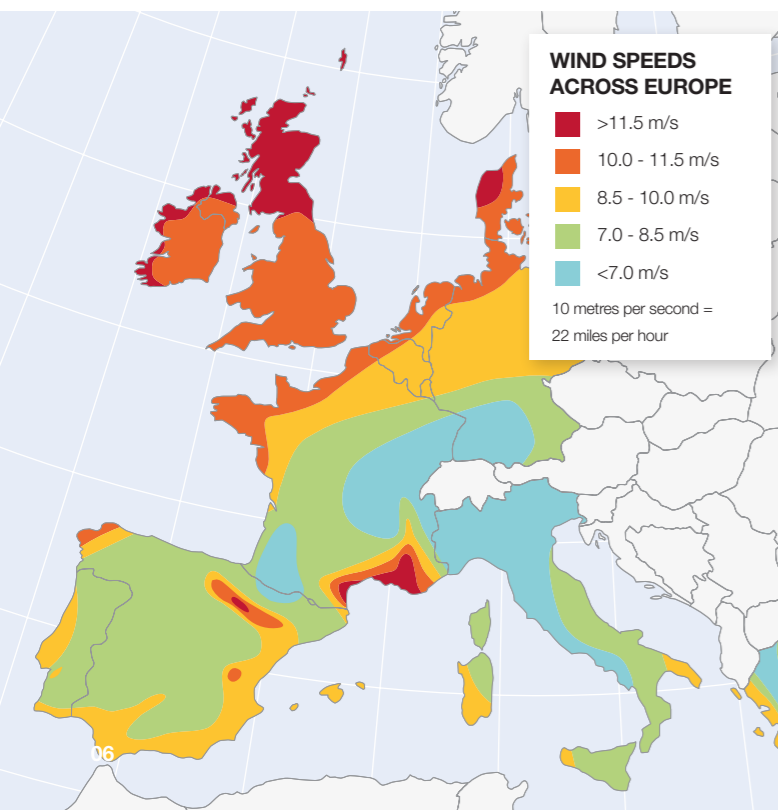 WIND SPEEDS
ACROSS EUROPE
>11.5 m/s
10.0 - 11.5 m/s
8.5 - 10.0 m/s
7.0 - 8.5 m/s
<7.0 m/s
10 metres per second =
22 miles per hour
06